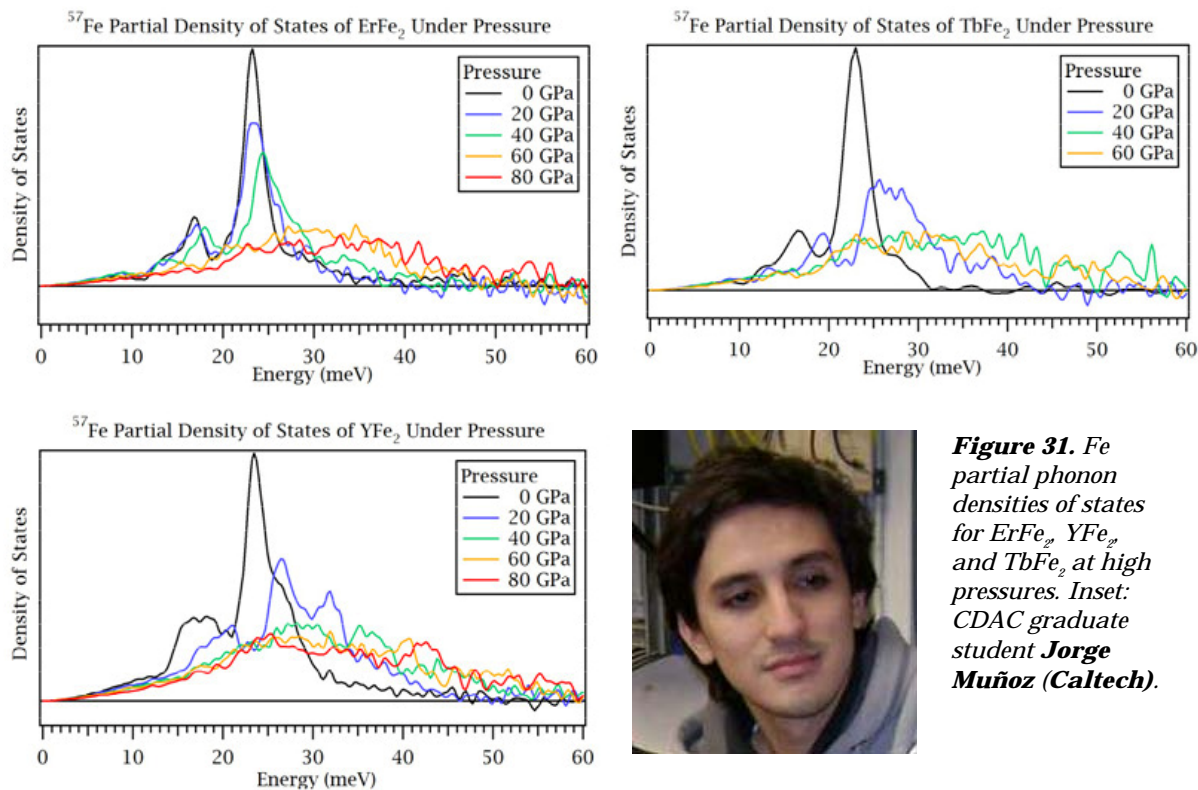 ⁵⁷Fe Partial Density of States of ErFe₂ Under Pressure
Density of States
Pressure
0 GPa
20 GPa
40 GPa
60 GPa
80 GPa
0 10 20 30 40 50 60
Energy (meV)
⁵⁷Fe Partial Density of States of TbFe₂ Under Pressure
Density of States
Pressure
0 GPa
20 GPa
40 GPa
60 GPa
0 10 20 30 40 50 60
Energy (meV)
⁵⁷Fe Partial Density of States of YFe₂ Under Pressure
Density of States
Pressure
0 GPa
20 GPa
40 GPa
60 GPa
80 GPa
0 10 20 30 40 50 60
Energy (meV)
Figure 31. Fe
partial phonon
densities of states
for ErFe₂, YFe₂,
and TbFe₂ at high
pressures. Inset:
CDAC graduate
student Jorge
Muñoz (Caltech).